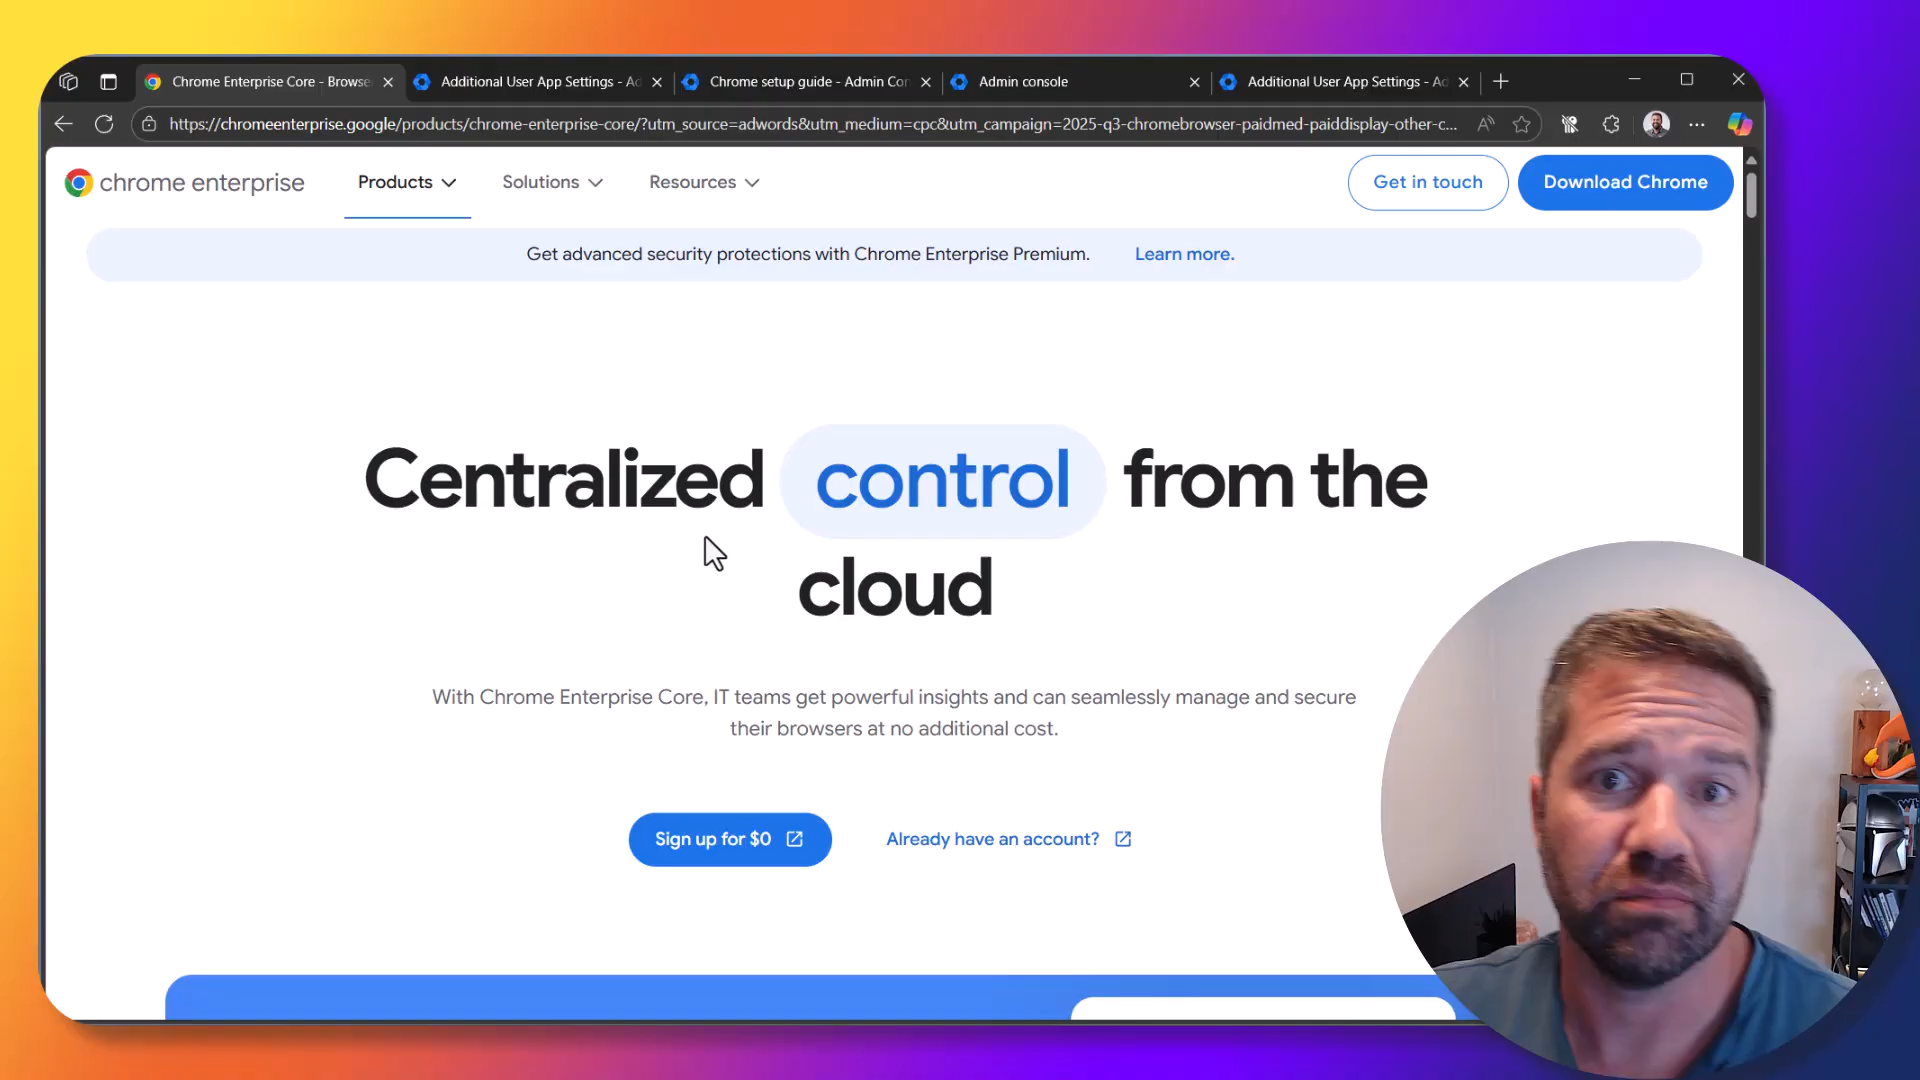 Chrome Enterprise Core - Browse
Additional User App Settings - Ad
Chrome setup guide - Admin Con
Admin console
Additional User App Settings - Ad
https://chromeenterprise.google/products/chrome-enterprise-core/?utm_source=adwords&utm_medium=cpc&utm_campaign=2025-q3-chromebrowser-paidmed-paiddisplay-other-c...
chrome enterprise
Products
Solutions
Resources
Get in touch
Download Chrome
Get advanced security protections with Chrome Enterprise Premium. Learn more.
Centralized control from the
cloud
With Chrome Enterprise Core, IT teams get powerful insights and can seamlessly manage and secure
their browsers at no additional cost.
Sign up for $0
Already have an account?